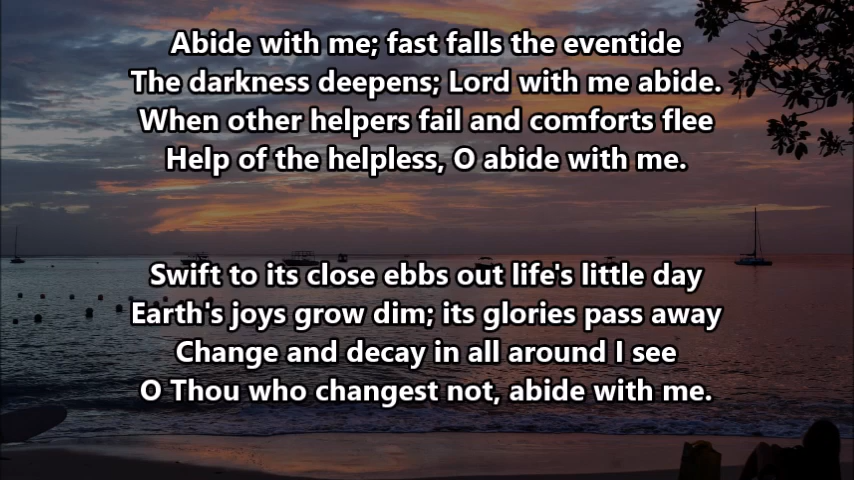 Abide with me; fast falls the eventide
The darkness deepens; Lord with me abide.
When other helpers fail and comforts flee
Help of the helpless, O abide with me.
Swift to its close ebbs out life's little day
Earth's joys grow dim; its glories pass away
Change and decay in all around I see
O Thou who changest not, abide with me.